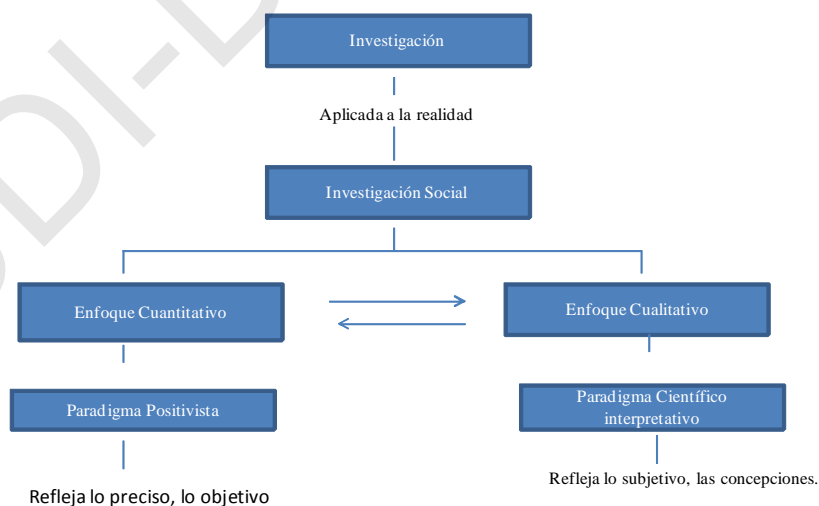 Investigación
Aplicada a la realidad
Investigación Social
Enfoque Cuantitativo
Enfoque Cualitativo
Paradigma Positivista
Paradigma Científico
interpretativo
Refleja lo preciso, lo objetivo
Refleja lo subjetivo, las concepciones.